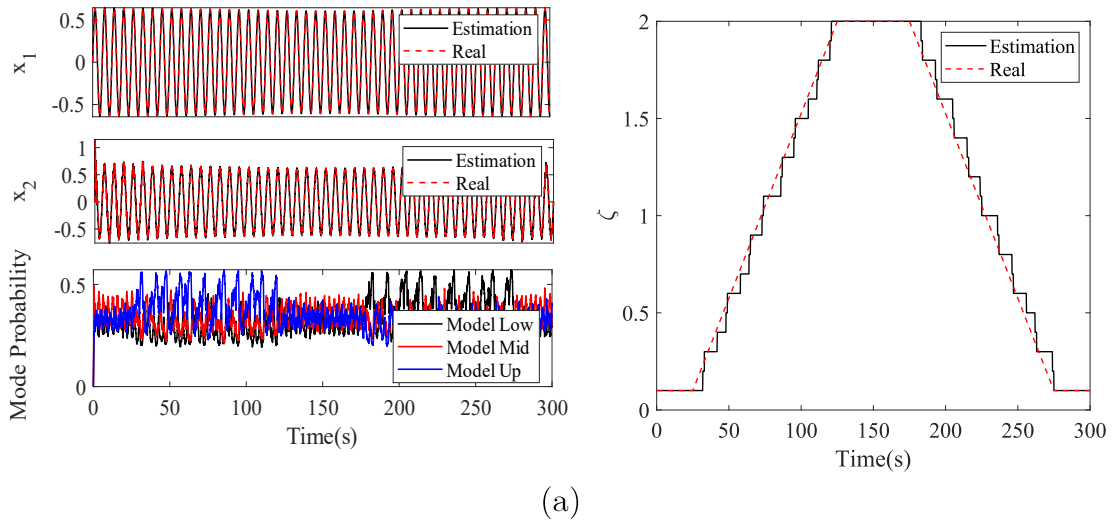 0.5
0
-0.5
x1
Estimation
Real
1
0.5
0
-0.5
x2
Estimation
Real
0.5
0
Mode Probability
Model Low
Model Mid
Model Up
0 50 100 150 200 250 300
Time(s)
2
1.5
1
0.5
0
ζ
Estimation
Real
0 50 100 150 200 250 300
Time(s)
(a)